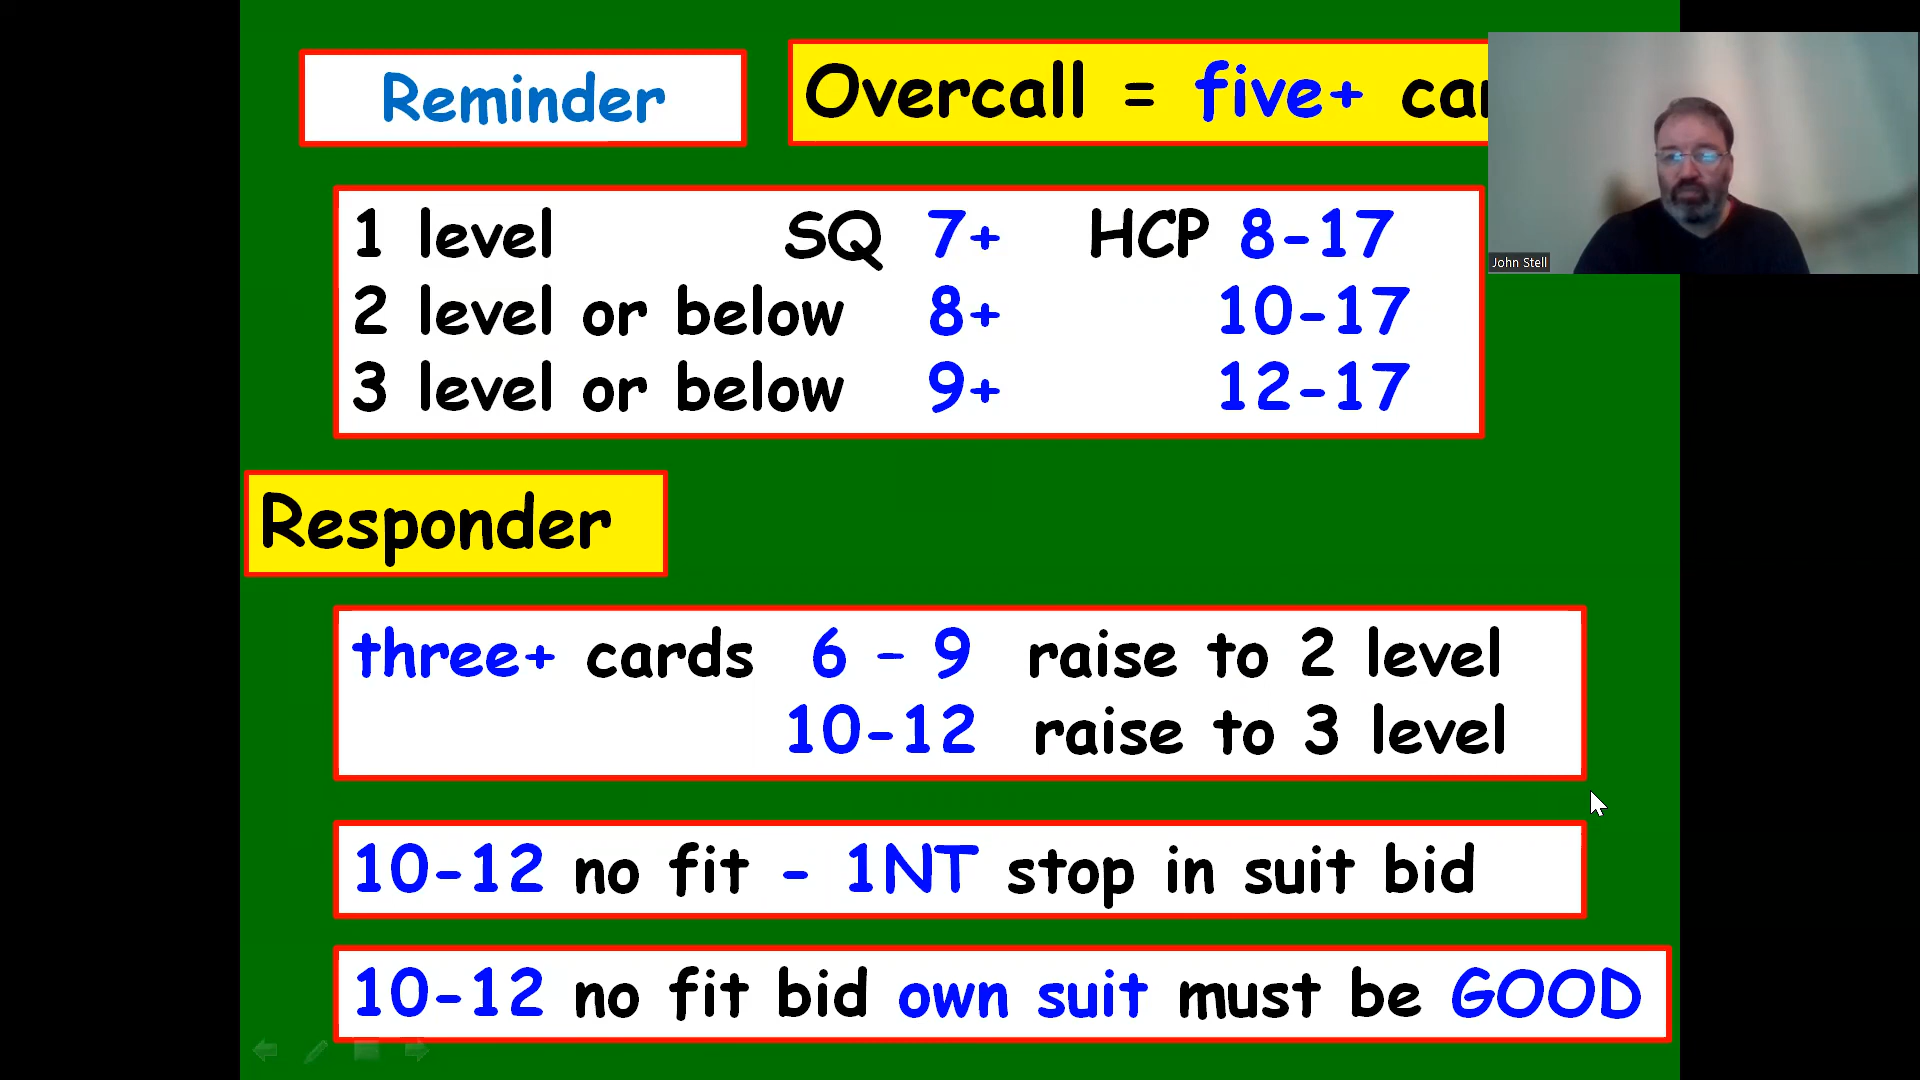 Reminder
Overcall = five+
John Stell
1 level SQ 7+ HCP 8-17
2 level or below 8+ 10-17
3 level or below 9+ 12-17
Responder
three+ cards 6 - 9 raise to 2 level
10-12 raise to 3 level
10-12 no fit - 1NT stop in suit bid
10-12 no fit bid own suit must be GOOD